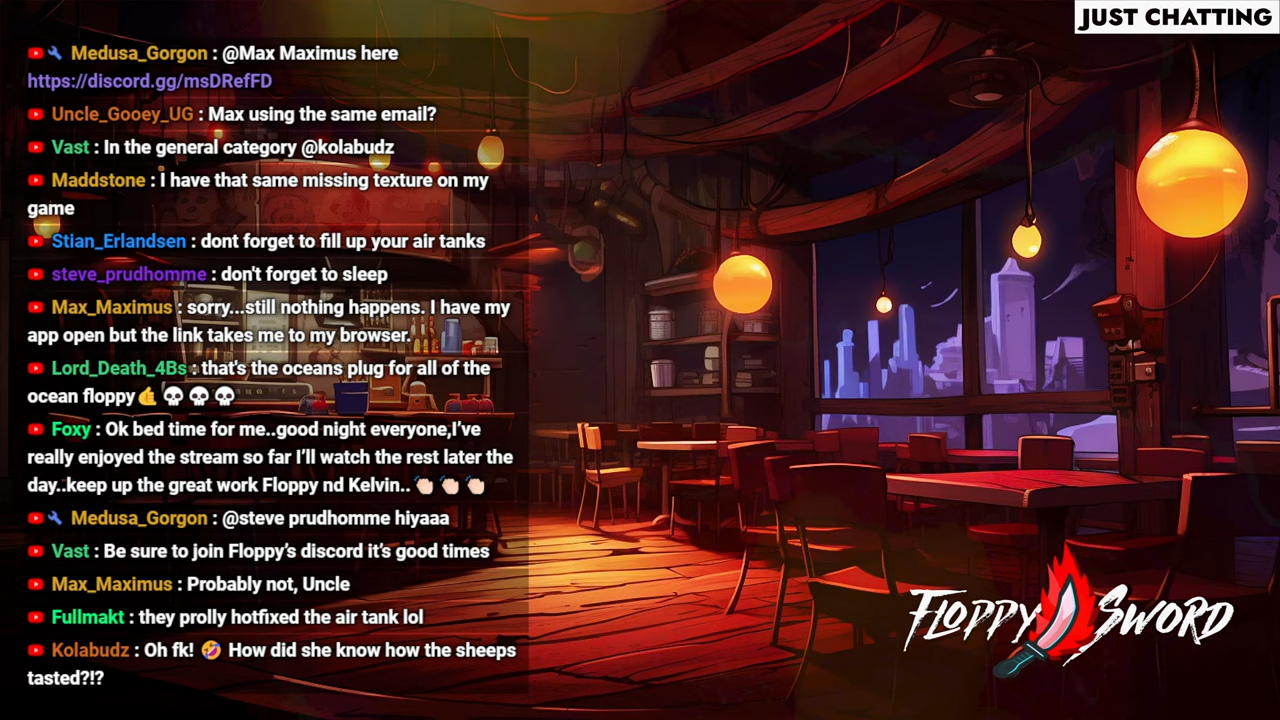 JUST CHATTING
Medusa_Gorgon : @Max Maximus here
https://discord.gg/msDRefFD
Uncle_Gooey_UG : Max using the same email?
Vast : In the general category @kolabudz
Maddstone : I have that same missing texture on my
game
Stian_Erlandsen : dont forget to fill up your air tanks
steve_prudhomme : don't forget to sleep
Max_Maximus : sorry...still nothing happens. I have my
app open but the link takes me to my browser.
Lord_Death_4Bs : that's the oceans plug for all of the
ocean floppy🤙💀💀💀
Foxy : Ok bed time for me..good night everyone,I've
really enjoyed the stream so far I'll watch the rest later the
day..keep up the great work Floppy nd Kelvin.. 👏🏻👏🏻👏🏻
Medusa_Gorgon : @steve prudhomme hiyaaa
Vast : Be sure to join Floppy's discord it's good times
Max_Maximus : Probably not, Uncle
Fullmakt : they prolly hotfixed the air tank lol
Kolabudz : Oh fk! 🤣 How did she know how the sheeps
tasted?!?
FLOPPY SWORD